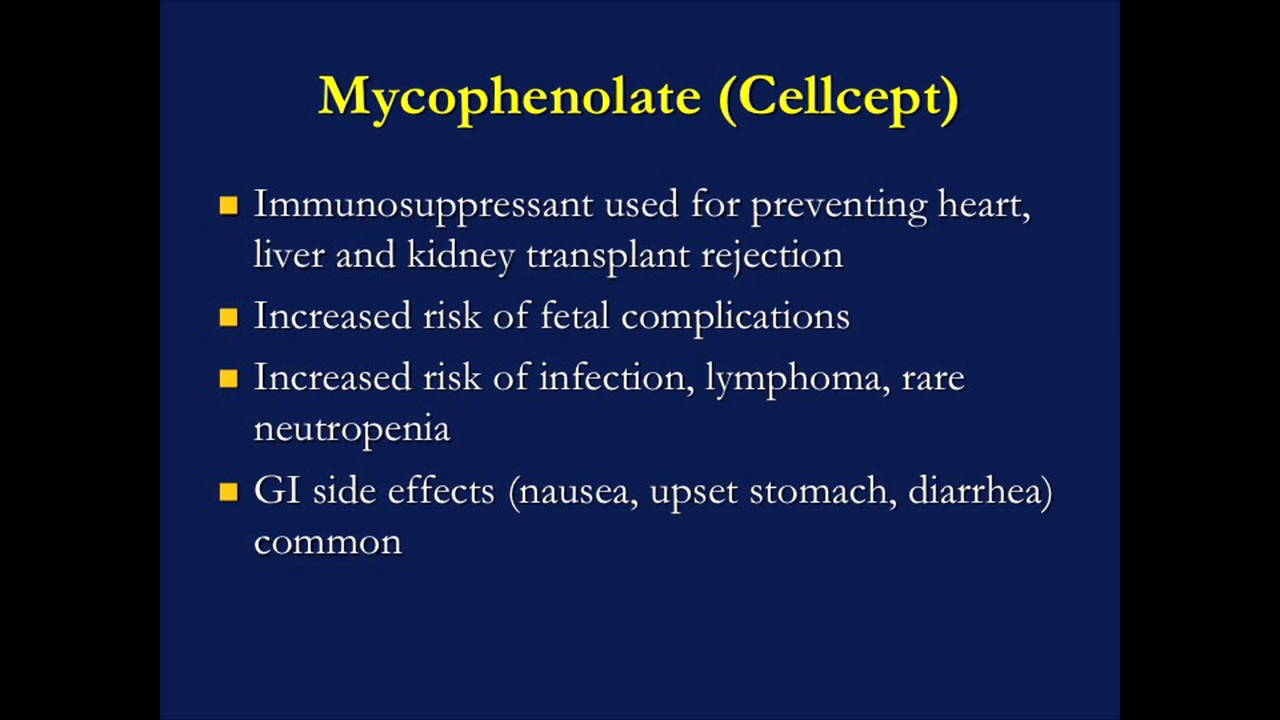 Mycophenolate (Cellcept)
Immunosuppressant used for preventing heart,
liver and kidney transplant rejection
Increased risk of fetal complications
Increased risk of infection, lymphoma, rare
neutropenia
GI side effects (nausea, upset stomach, diarrhea)
common